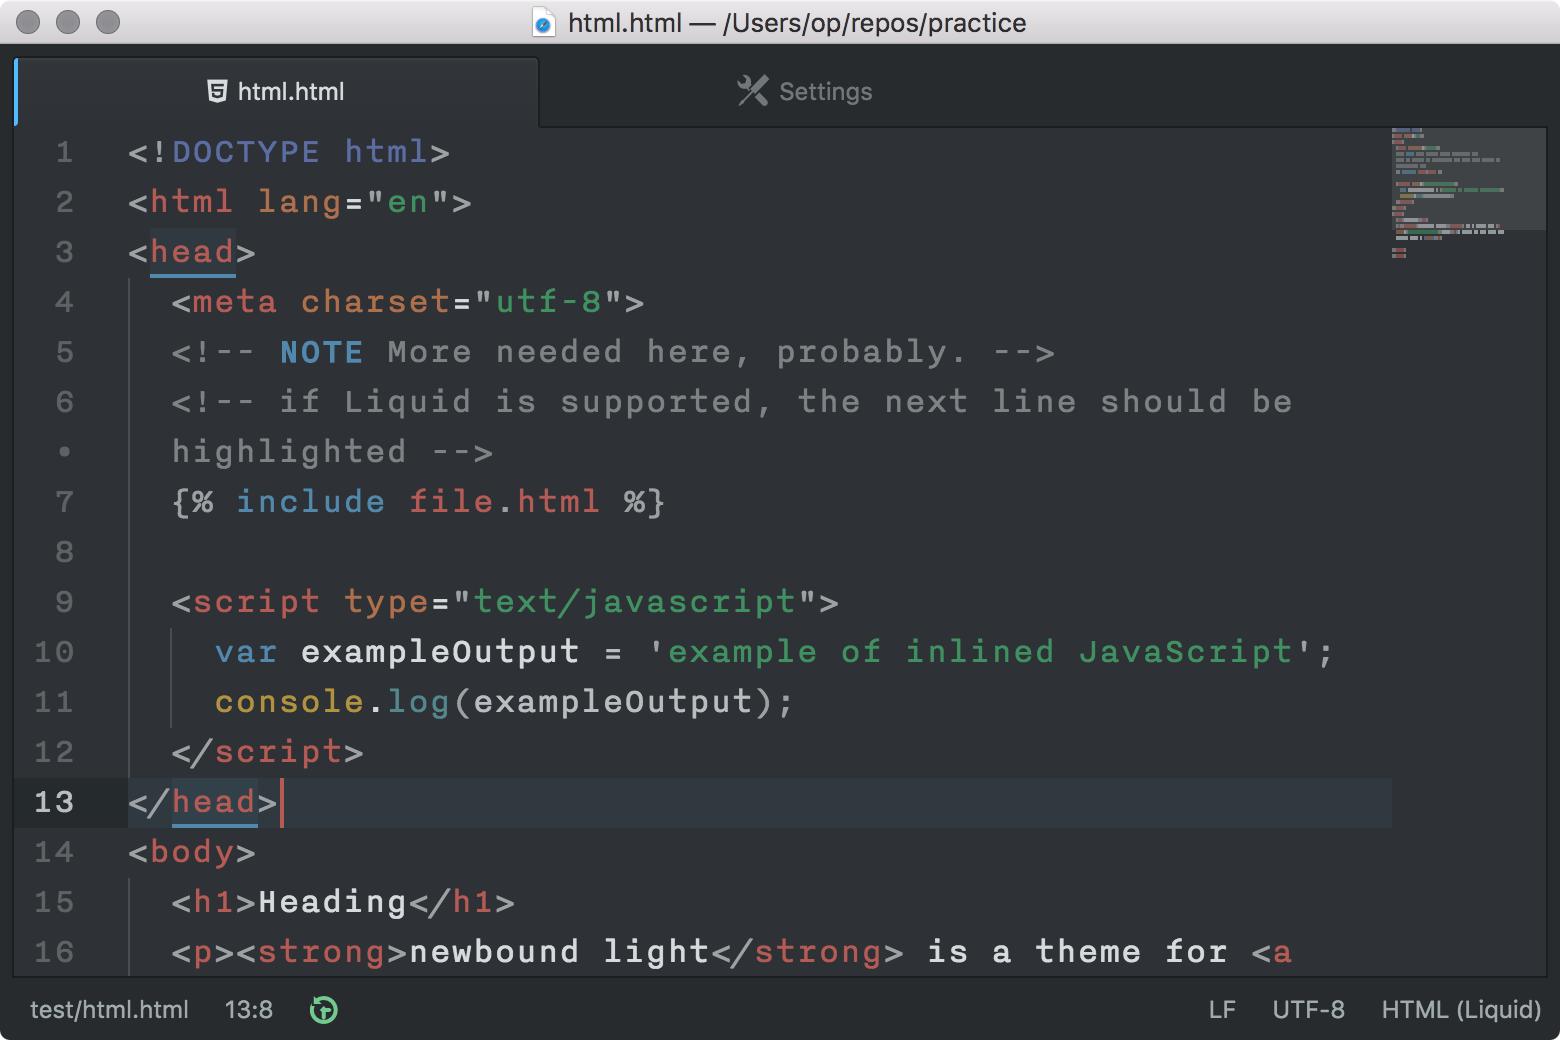 html.html — /Users/op/repos/practice
html.html
Settings
1 <!DOCTYPE html>
2 <html lang="en">
3 <head>
4 <meta charset="utf-8">
5 <!-- NOTE More needed here, probably. -->
6 <!-- if Liquid is supported, the next line should be
• highlighted -->
7 {% include file.html %}
8
9 <script type="text/javascript">
10 var exampleOutput = 'example of inlined JavaScript';
11 console.log(exampleOutput);
12 </script>
13 </head>
14 <body>
15 <h1>Heading</h1>
16 <p><strong>newbound light</strong> is a theme for <a
test/html.html 13:8 LF UTF-8 HTML (Liquid)